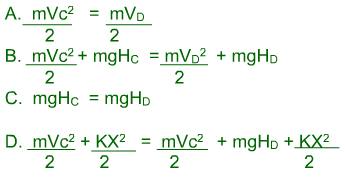 A. mVc² = mVD
2 2
B. mVc² + mgHC = mVD² + mgHD
2 2
C. mgHC = mgHD
D. mVc² + KX² = mVc² + mgHD + KX²
2 2 2 2